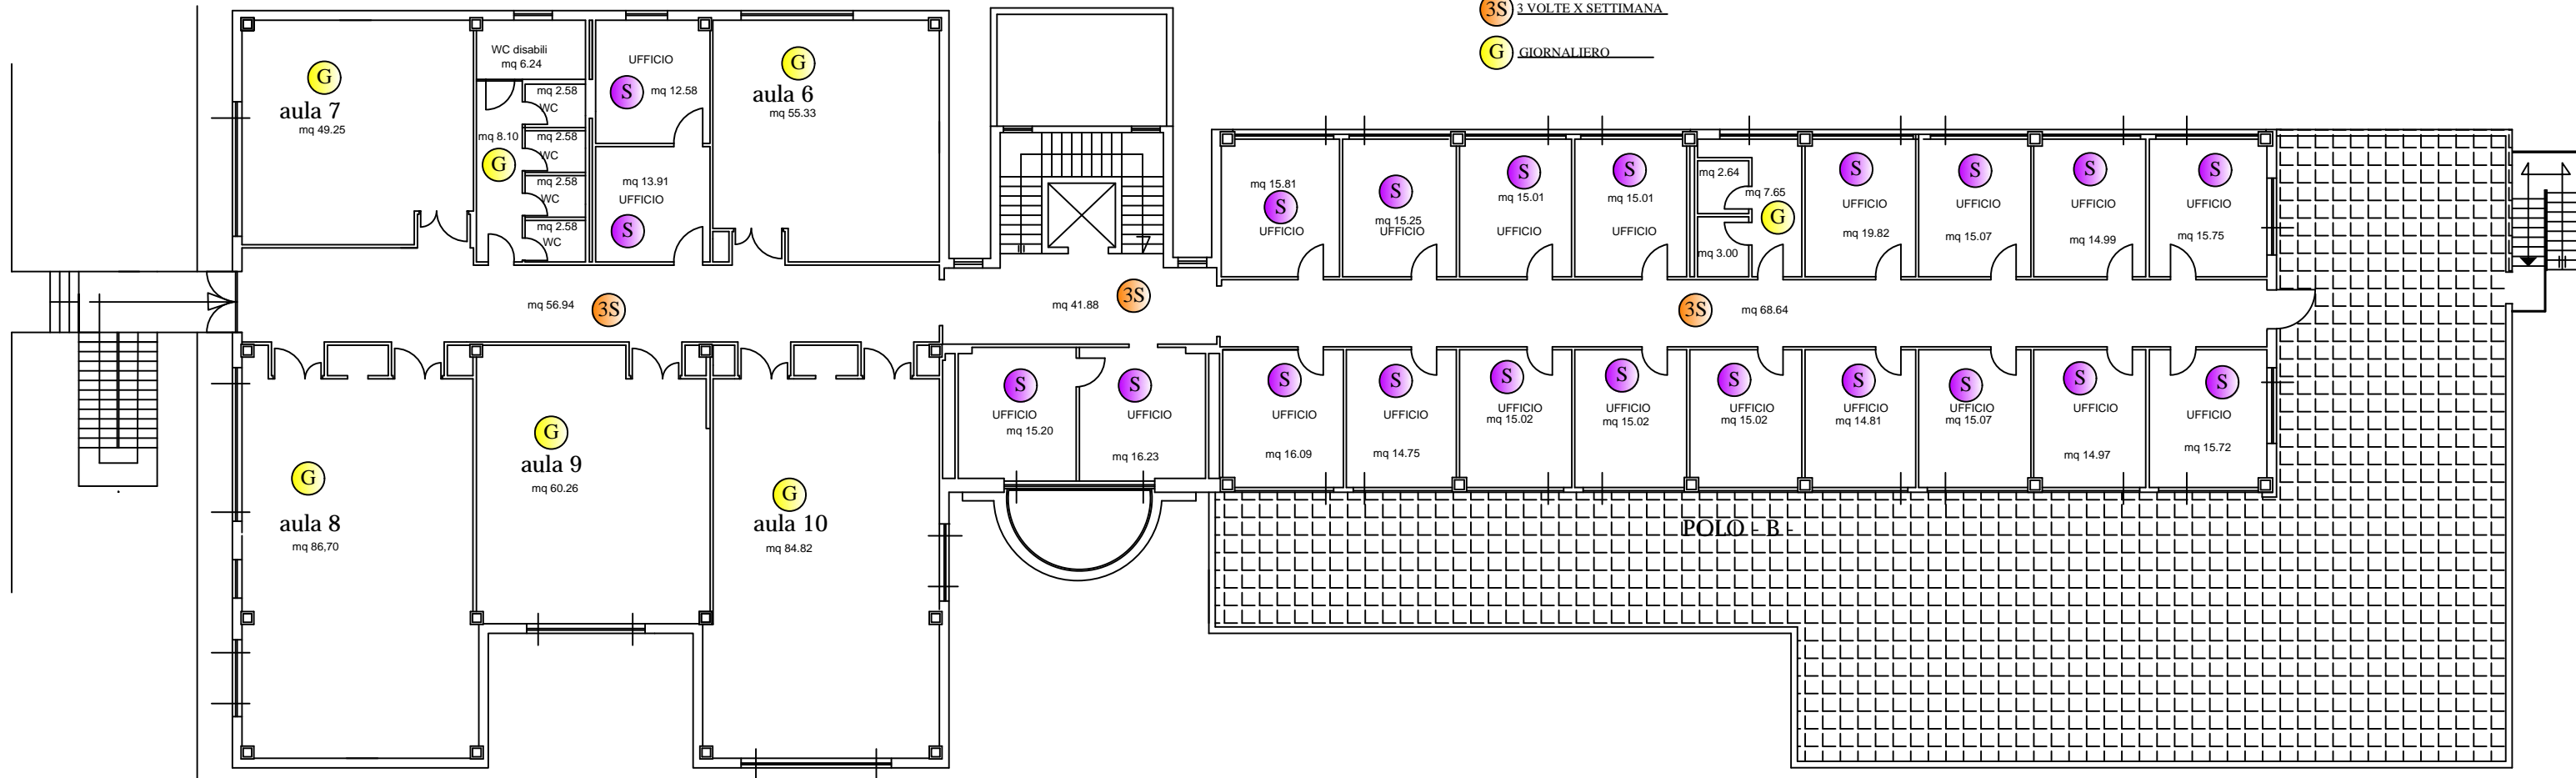 3S 3 VOLTE X SETTIMANA
G GIORNALIERO
G
aula 7
mq 49.25
WC disabili
mq 6.24
mq 8.10
G
mq 2.58
WC
mq 2.58
WC
mq 2.58
WC
mq 2.58
WC
UFFICIO
S mq 12.58
mq 13.91
UFFICIO
S
G
aula 6
mq 55.33
mq 15.81
S
UFFICIO
S
mq 15.25
UFFICIO
S
mq 15.01
UFFICIO
S
mq 15.01
UFFICIO
mq 2.64
mq 7.65
G
mq 3.00
S
UFFICIO
mq 19.82
S
UFFICIO
mq 15.07
S
UFFICIO
mq 14.99
S
UFFICIO
mq 15.75
mq 56.94 3S
mq 41.88 3S
3S mq 68.64
G
aula 8
mq 86,70
G
aula 9
mq 60.26
G
aula 10
mq 84.82
S
UFFICIO
mq 15.20
S
UFFICIO
mq 16.23
S
UFFICIO
mq 16.09
S
UFFICIO
mq 14.75
S
UFFICIO
mq 15.02
S
UFFICIO
mq 15.02
S
UFFICIO
mq 15.02
S
UFFICIO
mq 14.81
S
UFFICIO
mq 15.07
S
UFFICIO
mq 14.97
S
UFFICIO
mq 15.72
POLO - B -